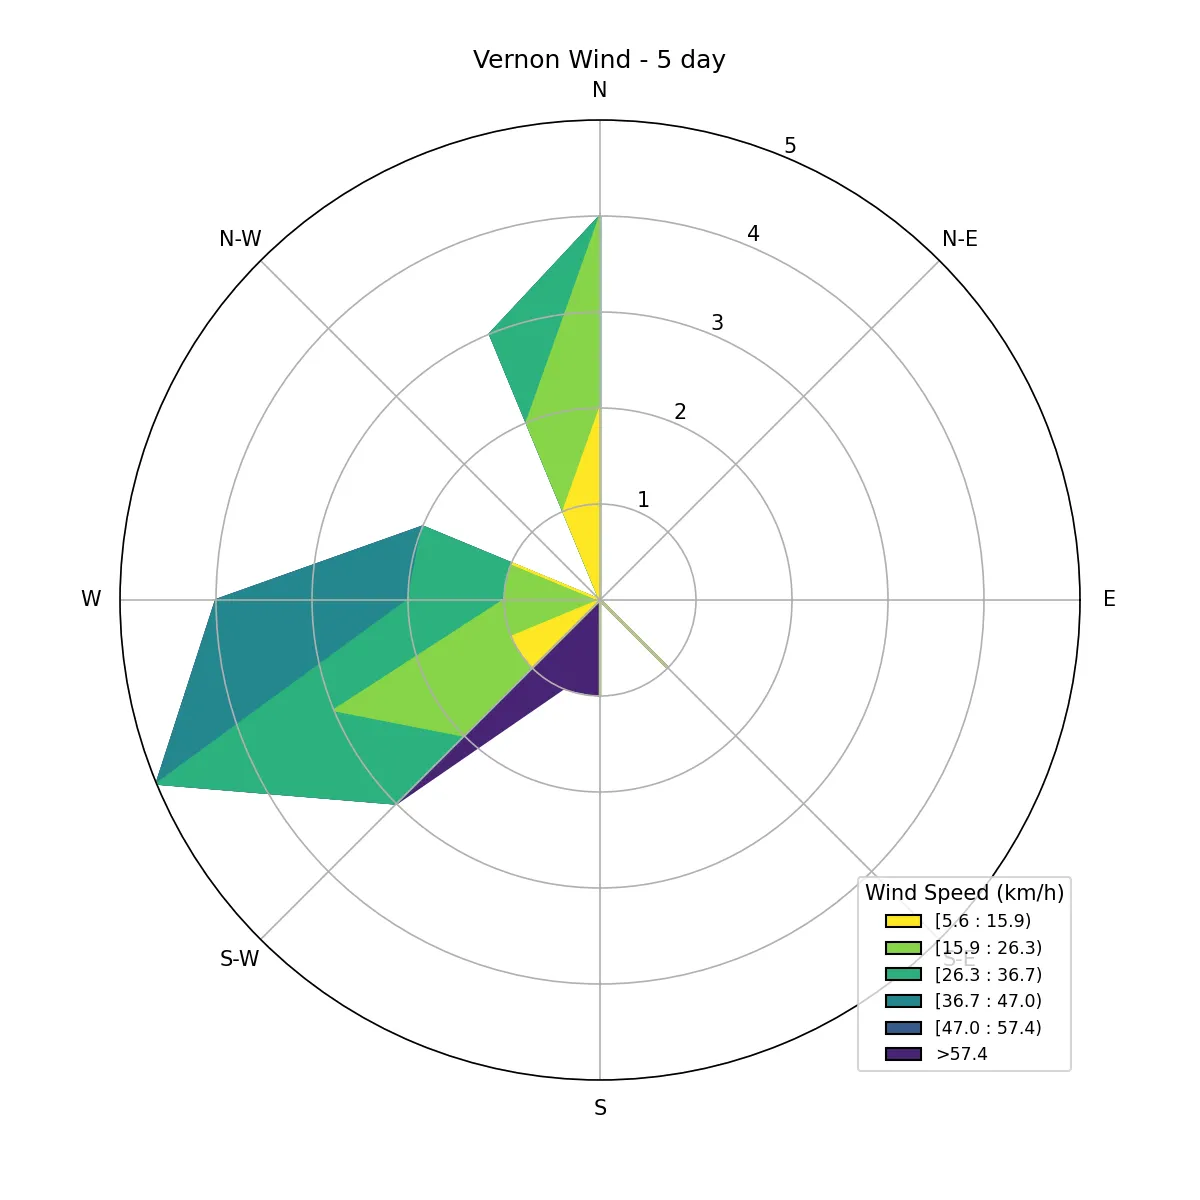 Vernon Wind - 5 day
N
5
N-W
4
N-E
3
2
1
W
E
Wind Speed (km/h)
[5.6 : 15.9)
[15.9 : 26.3)
S-W
S-E
[26.3 : 36.7)
[36.7 : 47.0)
[47.0 : 57.4)
>57.4
S